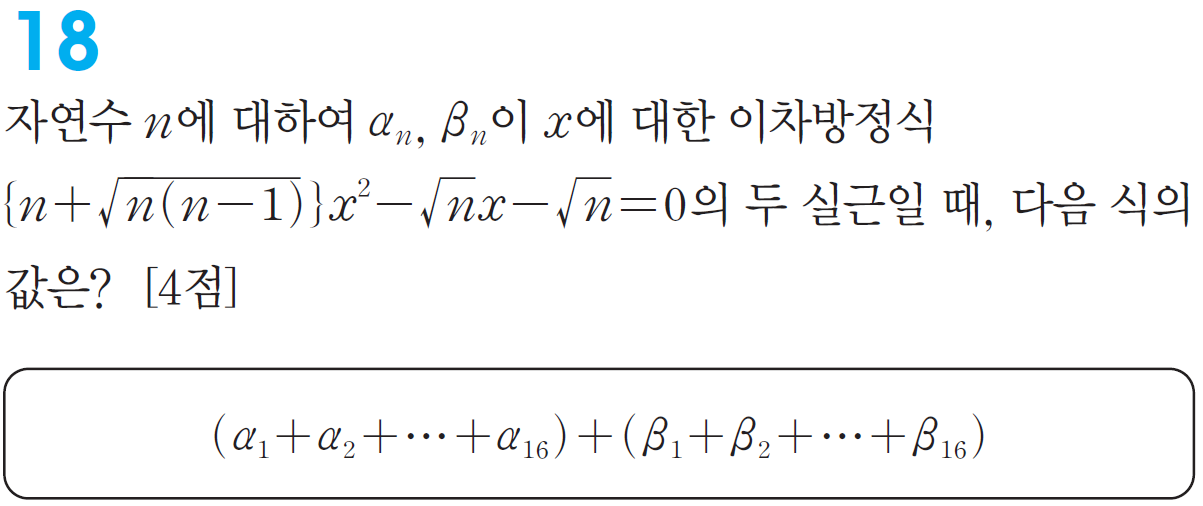 18
자연수 n에 대하여 αₙ, βₙ이 x에 대한 이차방정식
{n+√(n(n-1))}x²-√n x-√n=0의 두 실근일 때, 다음 식의
값은? [4점]
(α₁+α₂+⋯+α₁₆)+(β₁+β₂+⋯+β₁₆)